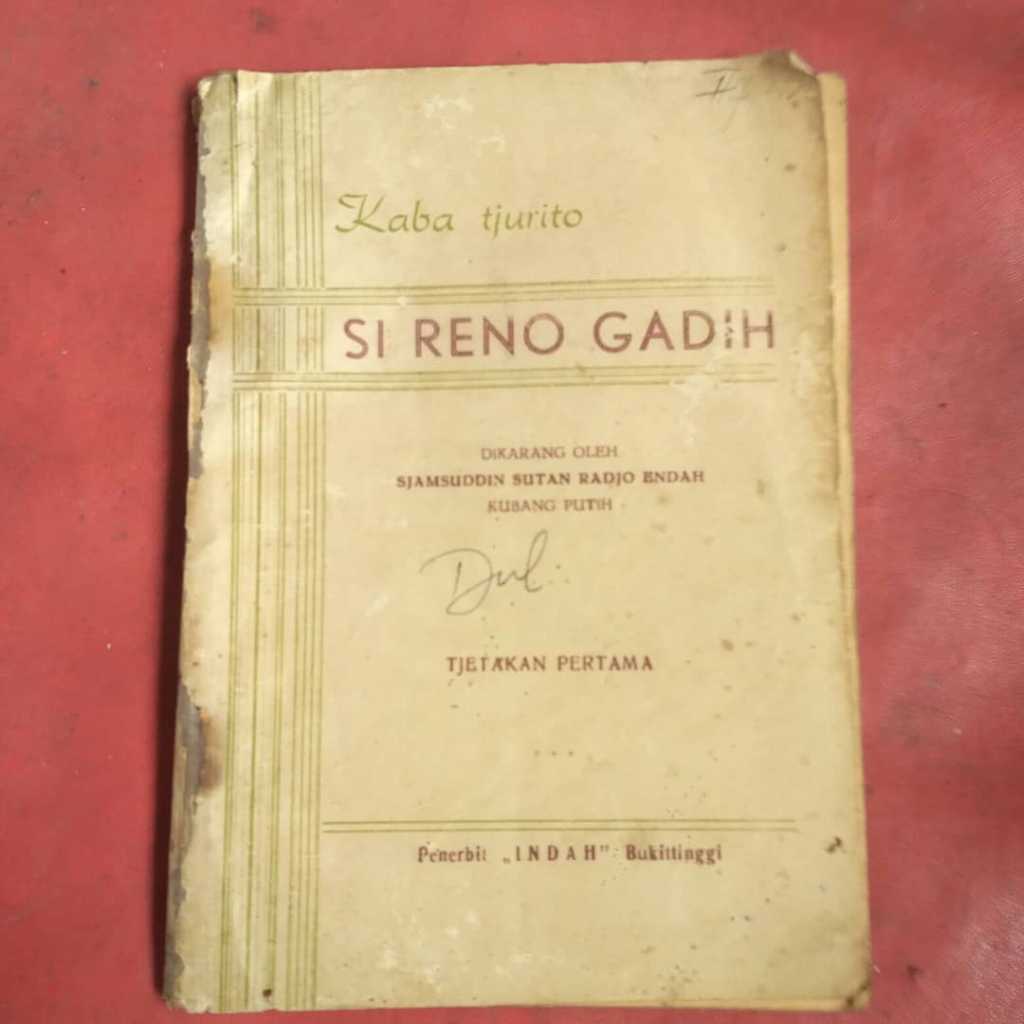 Kaba tjurito
SI RENO GADIH
DIKARANG OLEH
SJAMSUDDIN SUTAN RADJO ENDAH
KUBANG PUTIH
Dul
TJETAKAN PERTAMA
Penerbit „INDAH" Bukittinggi